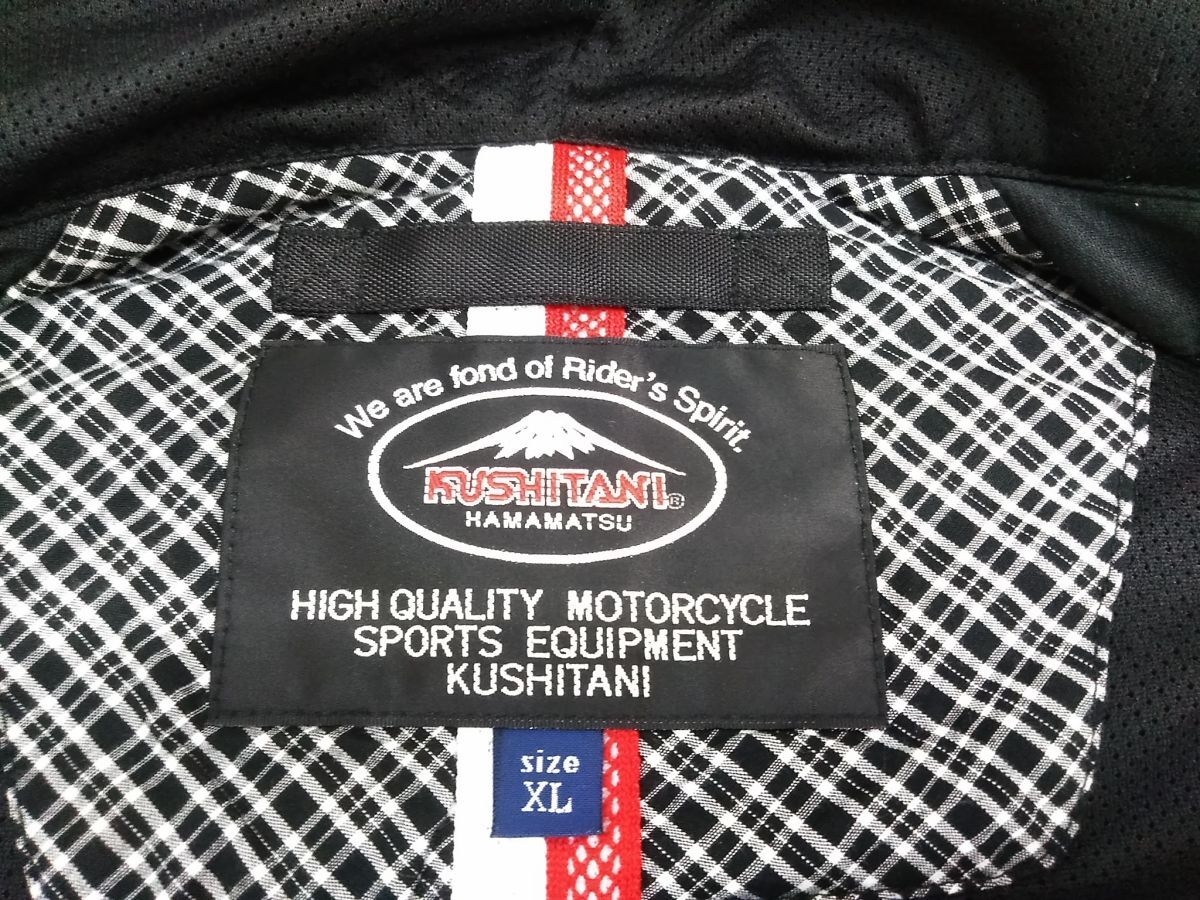 We are fond of Rider's Spirit.
KUSHITANI®
HAMAMATSU
HIGH QUALITY MOTORCYCLE
SPORTS EQUIPMENT
KUSHITANI
size
XL